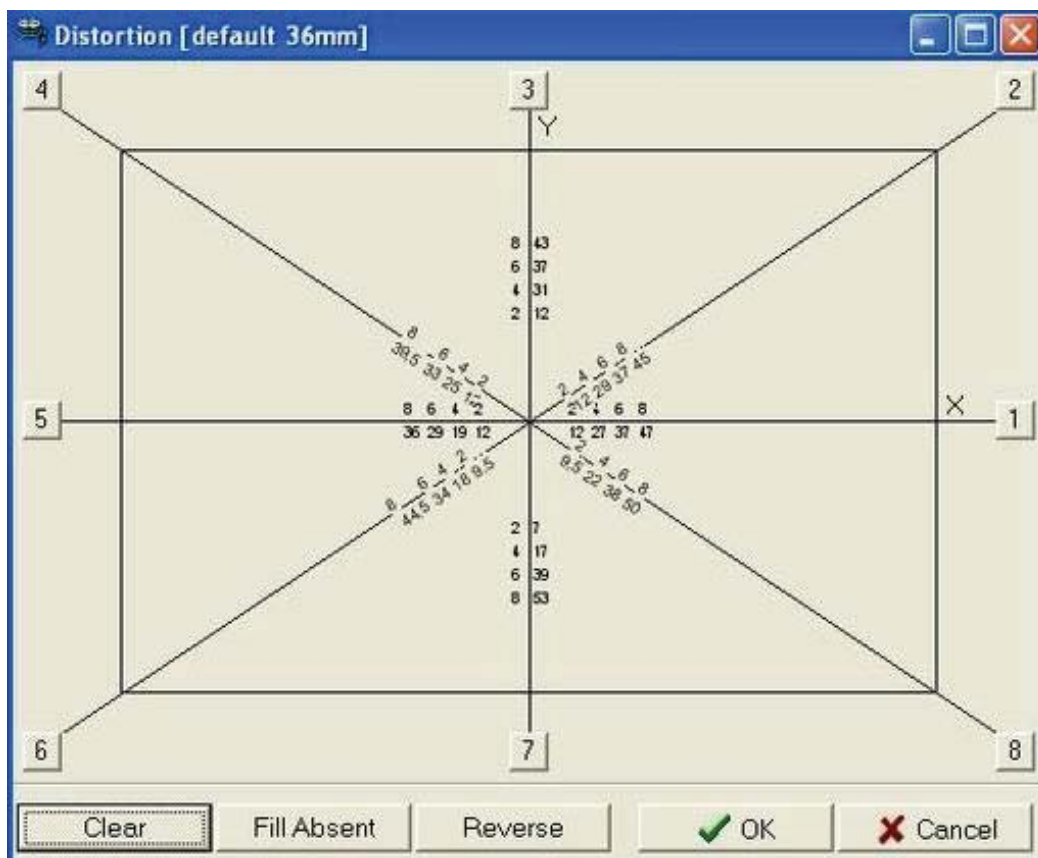 Distortion [default 36mm]
4
3
2
Y
8 43
6 37
4 31
2 12
8 6 4 2
39,5 33 25 12
2 4 6 8
12 29 37 45
8 6 4 2
36 29 19 12
2 4 6 8
12 27 37 47
X
5
1
8 6 4 2
44,5 34 18 9,5
2 4 6 8
9,5 22 38 50
2 7
4 17
6 39
8 53
6
7
8
Clear
Fill Absent
Reverse
OK
Cancel